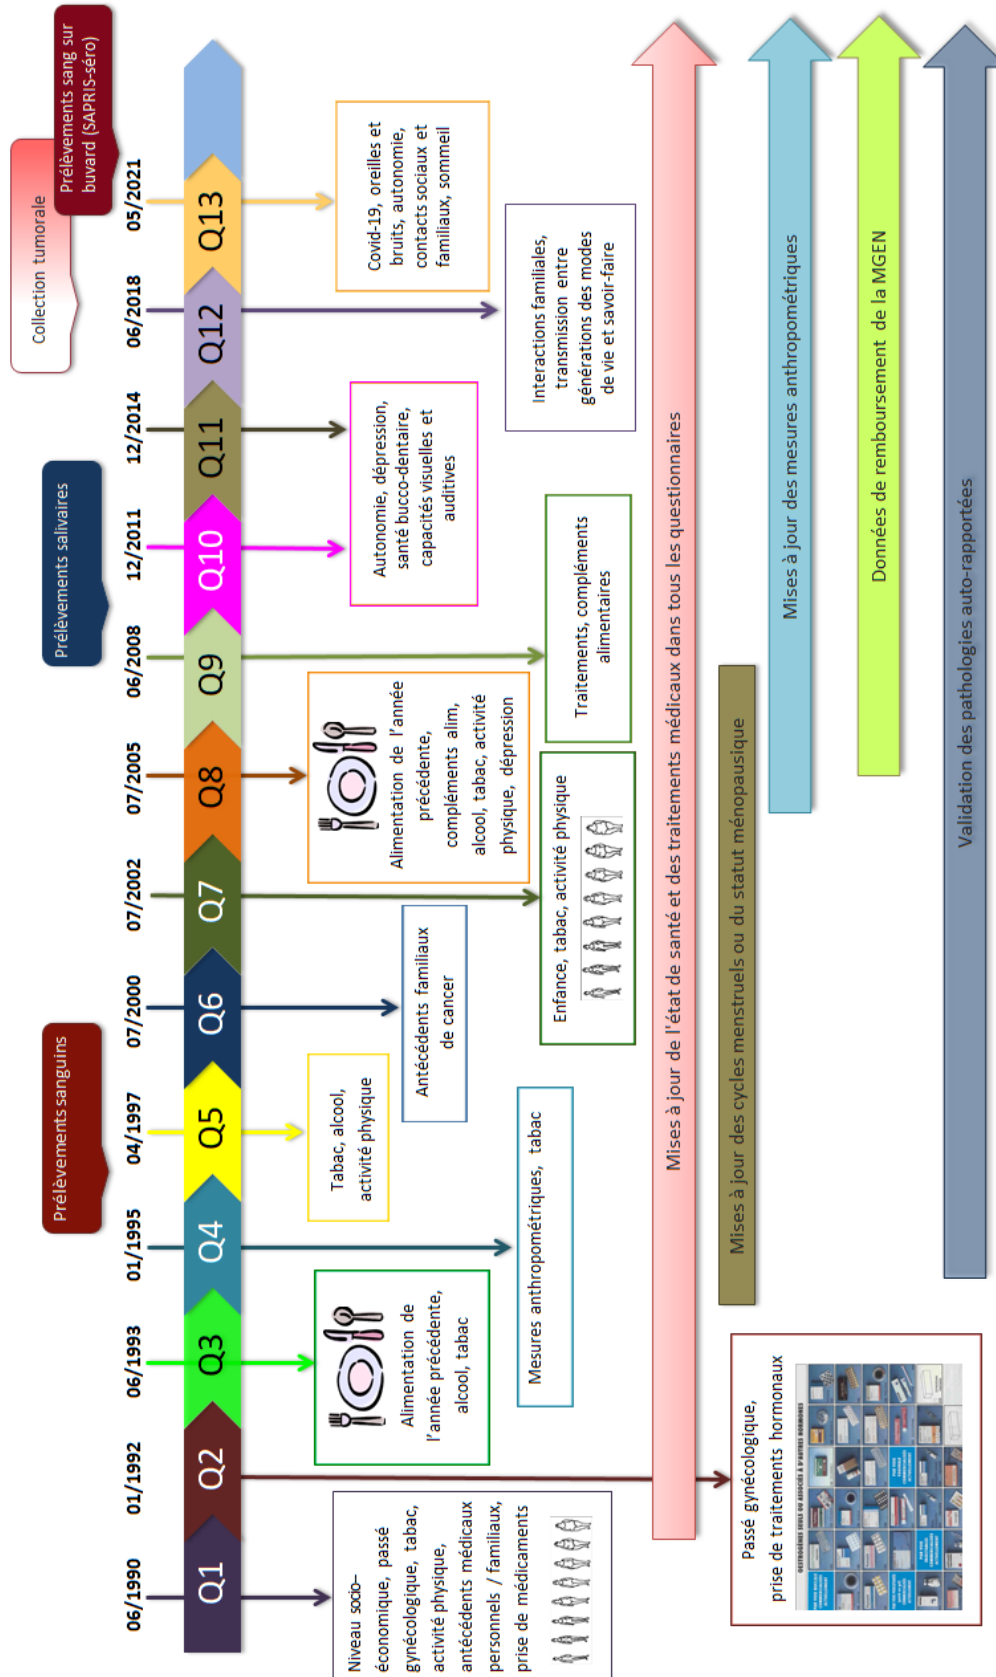 Prélèvements sanguins
Prélèvements salivaires
Collection tumorale
Prélèvements sang sur
buvard (SAPRIS-séro)
06/1990
01/1992
06/1993
01/1995
04/1997
07/2000
07/2002
07/2005
06/2008
12/2011
12/2014
06/2018
05/2021
Q1
Q2
Q3
Q4
Q5
Q6
Q7
Q8
Q9
Q10
Q11
Q12
Q13
Niveau socio–
économique, passé
gynécologique, tabac,
activité physique,
antécédents médicaux
personnels / familiaux,
prise de médicaments
Alimentation de
l'année précédente,
alcool, tabac
Tabac, alcool,
activité physique
Alimentation de l'année
précédente,
compléments alim,
alcool, tabac, activité
physique, dépression
Autonomie, dépression,
santé bucco-dentaire,
capacités visuelles et
auditives
Covid-19, oreilles et
bruits, autonomie,
contacts sociaux et
familiaux, sommeil
Antécédents familiaux
de cancer
Mesures anthropométriques, tabac
Enfance, tabac, activité physique
Traitements, compléments
alimentaires
Interactions familiales,
transmission entre
générations des modes
de vie et savoir-faire
Mises à jour de l'état de santé et des traitements médicaux dans tous les questionnaires
Passé gynécologique,
prise de traitements hormonaux
OESTROGÈNES SEULS OU ASSOCIÉS À D'AUTRES HORMONES
Mises à jour des cycles menstruels ou du statut ménopausique
Mises à jour des mesures anthropométriques
Données de remboursement de la MGEN
Validation des pathologies auto-rapportées